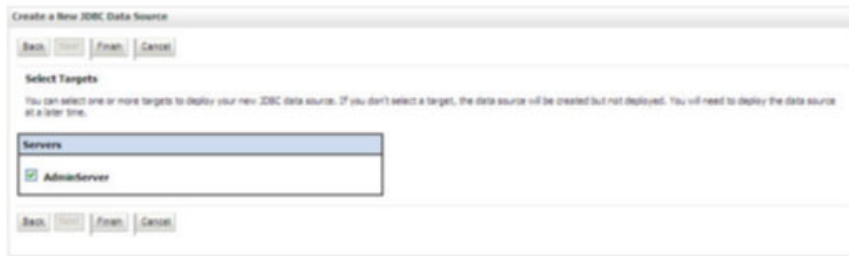 Create a New JDBC Data Source
Back Next Finish Cancel
Select Targets
You can select one or more targets to deploy your new JDBC data source. If you don't select a target, the data source will be created but not deployed. You will need to deploy the data source
at a later time.
Servers
AdminServer
Back Next Finish Cancel